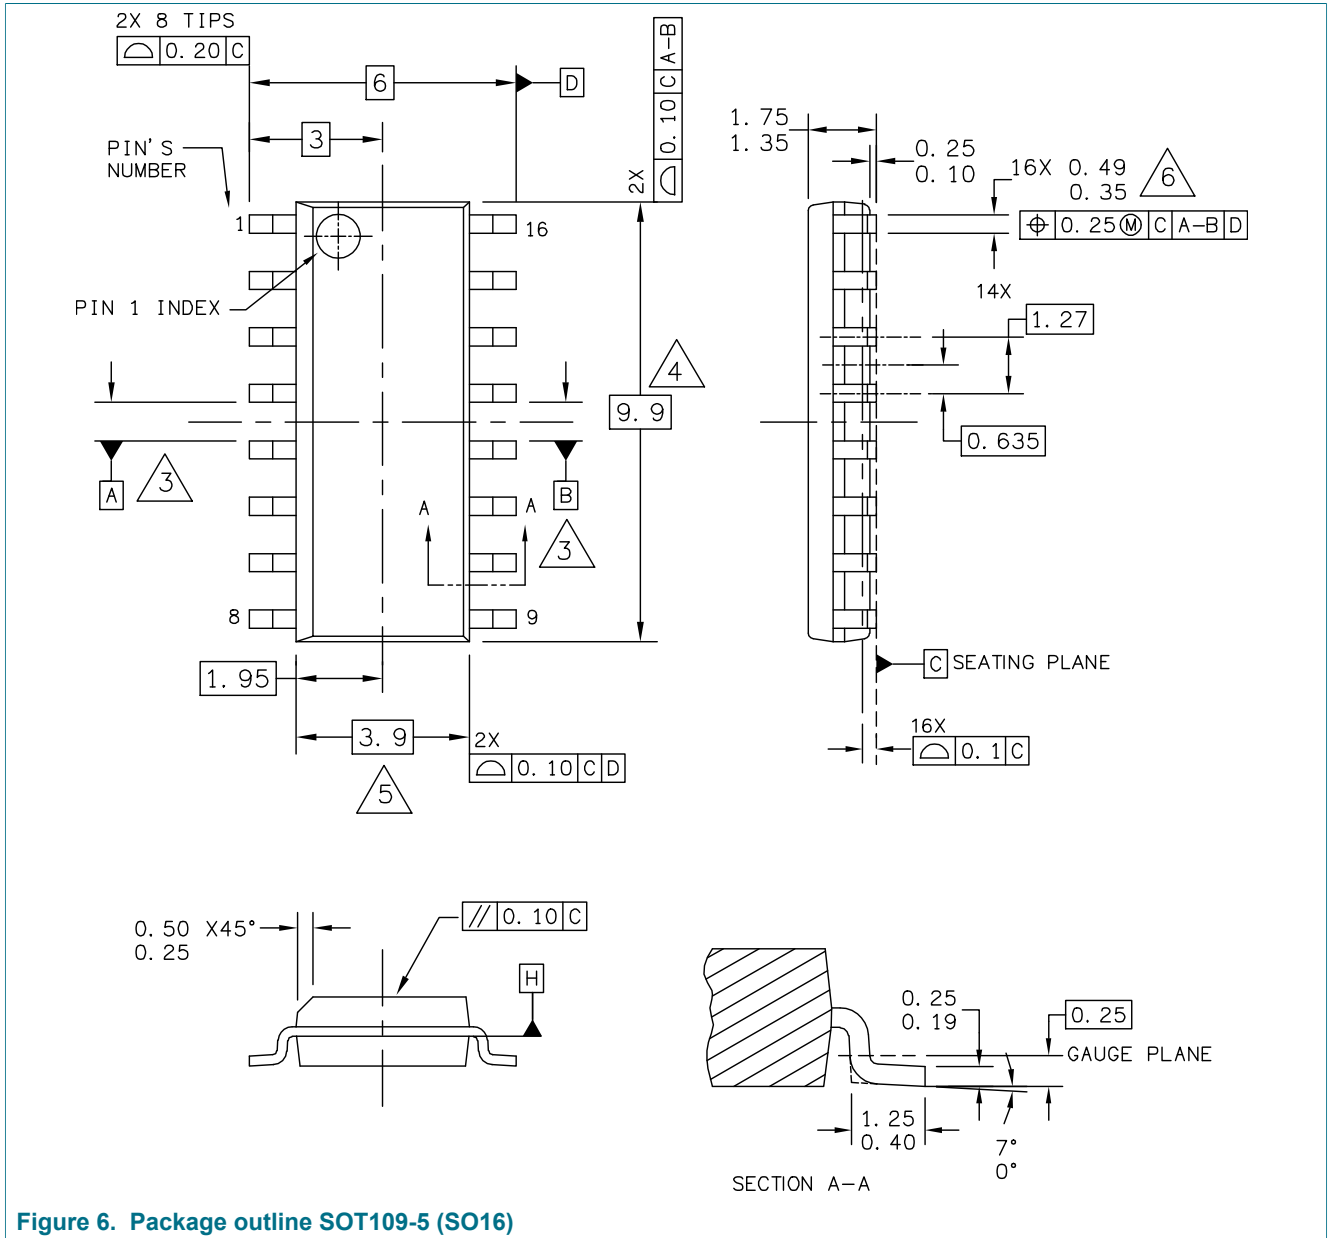 2X 8 TIPS
⌓ 0.20 C
6
D
3
PIN'S
NUMBER
2X
⌓ 0.10 C A-B
1
16
PIN 1 INDEX
4
9.9
A
3
B
3
A
A
8
9
1.95
3.9
2X
⌓ 0.10 C D
5
1.75
1.35
0.25
0.10
16X 0.49
0.35
6
⌖ 0.25 Ⓜ C A-B D
14X
1.27
0.635
C SEATING PLANE
16X
⌓ 0.1 C
0.50 X45°
0.25
// 0.10 C
H
0.25
0.19
0.25
GAUGE PLANE
1.25
0.40
7°
0°
SECTION A-A
Figure 6. Package outline SOT109-5 (SO16)